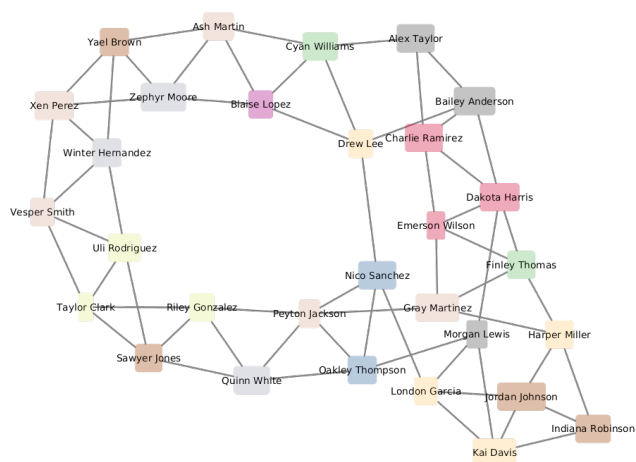 Ash Martin
Alex Taylor
Yael Brown
Cyan Williams
Zephyr Moore
Bailey Anderson
Xen Perez
Blaise Lopez
Charlie Ramirez
Drew Lee
Winter Hernandez
Dakota Harris
Vesper Smith
Emerson Wilson
Uli Rodriguez
Finley Thomas
Nico Sanchez
Taylor Clark
Riley Gonzalez
Peyton Jackson
Gray Martinez
Morgan Lewis
Harper Miller
Sawyer Jones
Oakley Thompson
Quinn White
London Garcia
Jordan Johnson
Indiana Robinson
Kai Davis